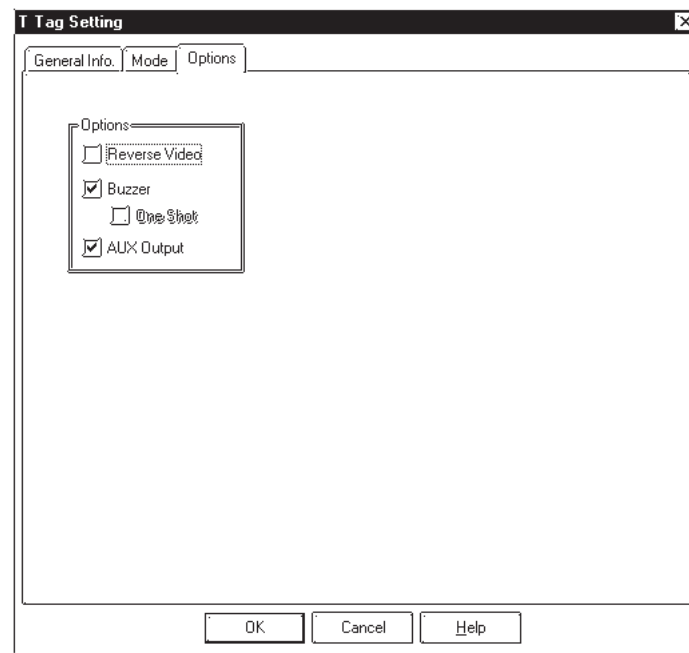 T Tag Setting
General Info. Mode Options
Options
Reverse Video
Buzzer
One Shot
AUX Output
OK Cancel Help